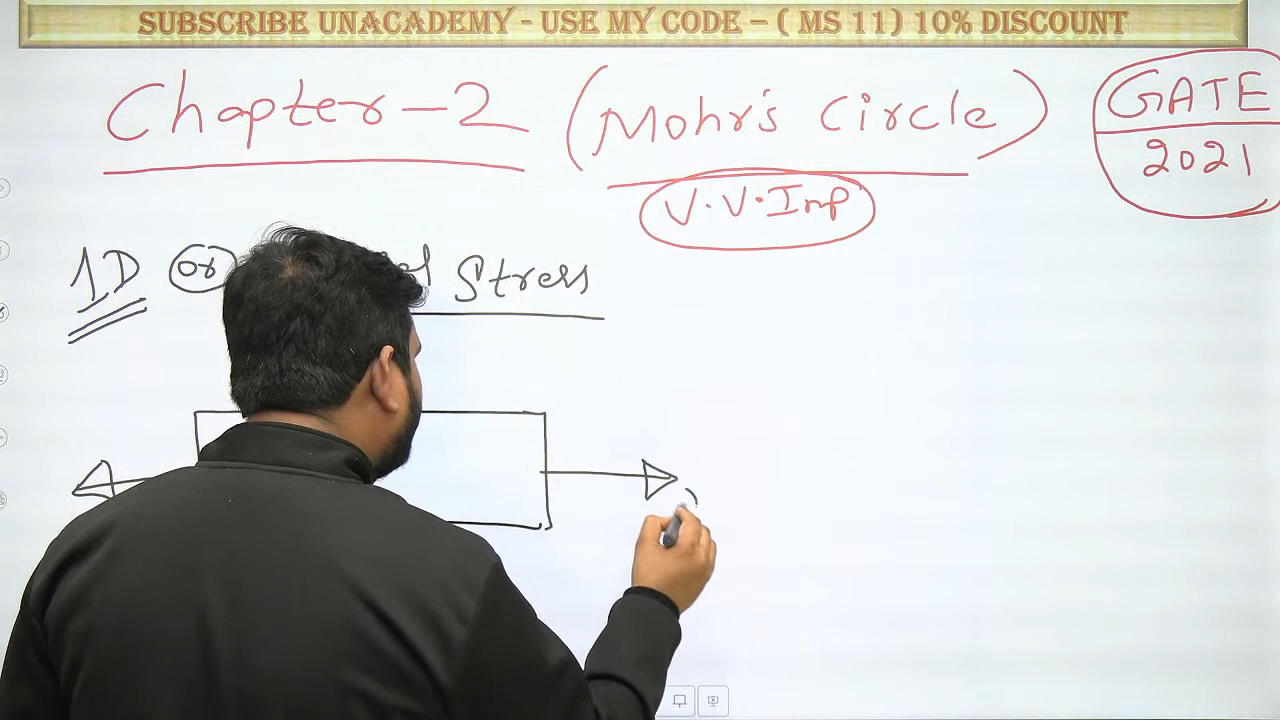 SUBSCRIBE UNACADEMY - USE MY CODE – ( MS 11) 10% DISCOUNT
Chapter-2 (Mohr's Circle)
GATE
2021
V.V.Imp
1D or Stress